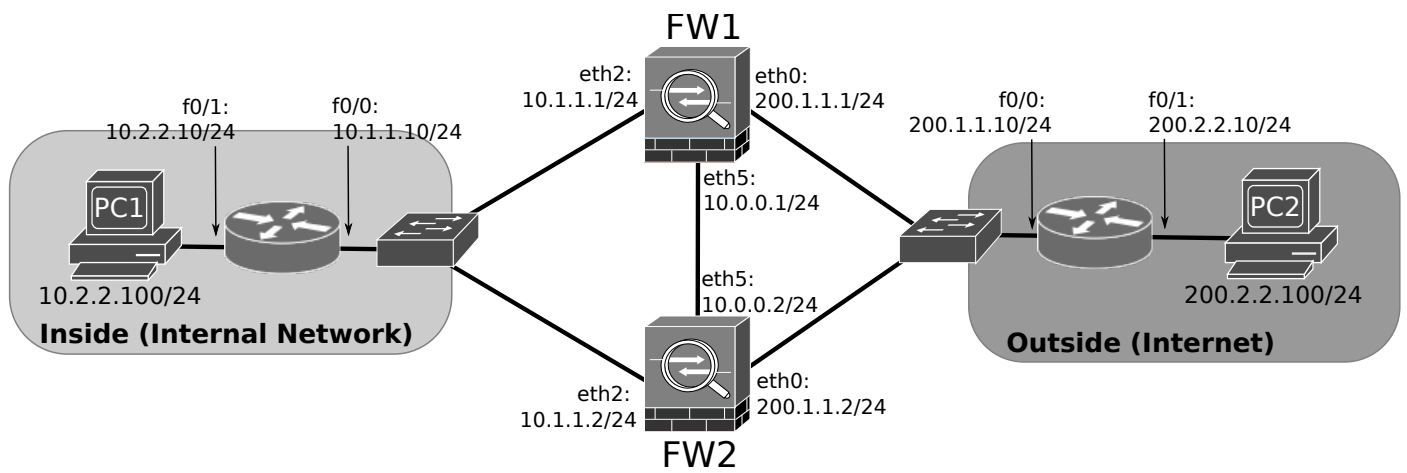 FW1
eth2:
10.1.1.1/24
eth0:
200.1.1.1/24
f0/1:
10.2.2.10/24
f0/0:
10.1.1.10/24
f0/0:
200.1.1.10/24
f0/1:
200.2.2.10/24
eth5:
10.0.0.1/24
PC1
PC2
10.2.2.100/24
200.2.2.100/24
Inside (Internal Network)
Outside (Internet)
eth5:
10.0.0.2/24
eth2:
10.1.1.2/24
eth0:
200.1.1.2/24
FW2